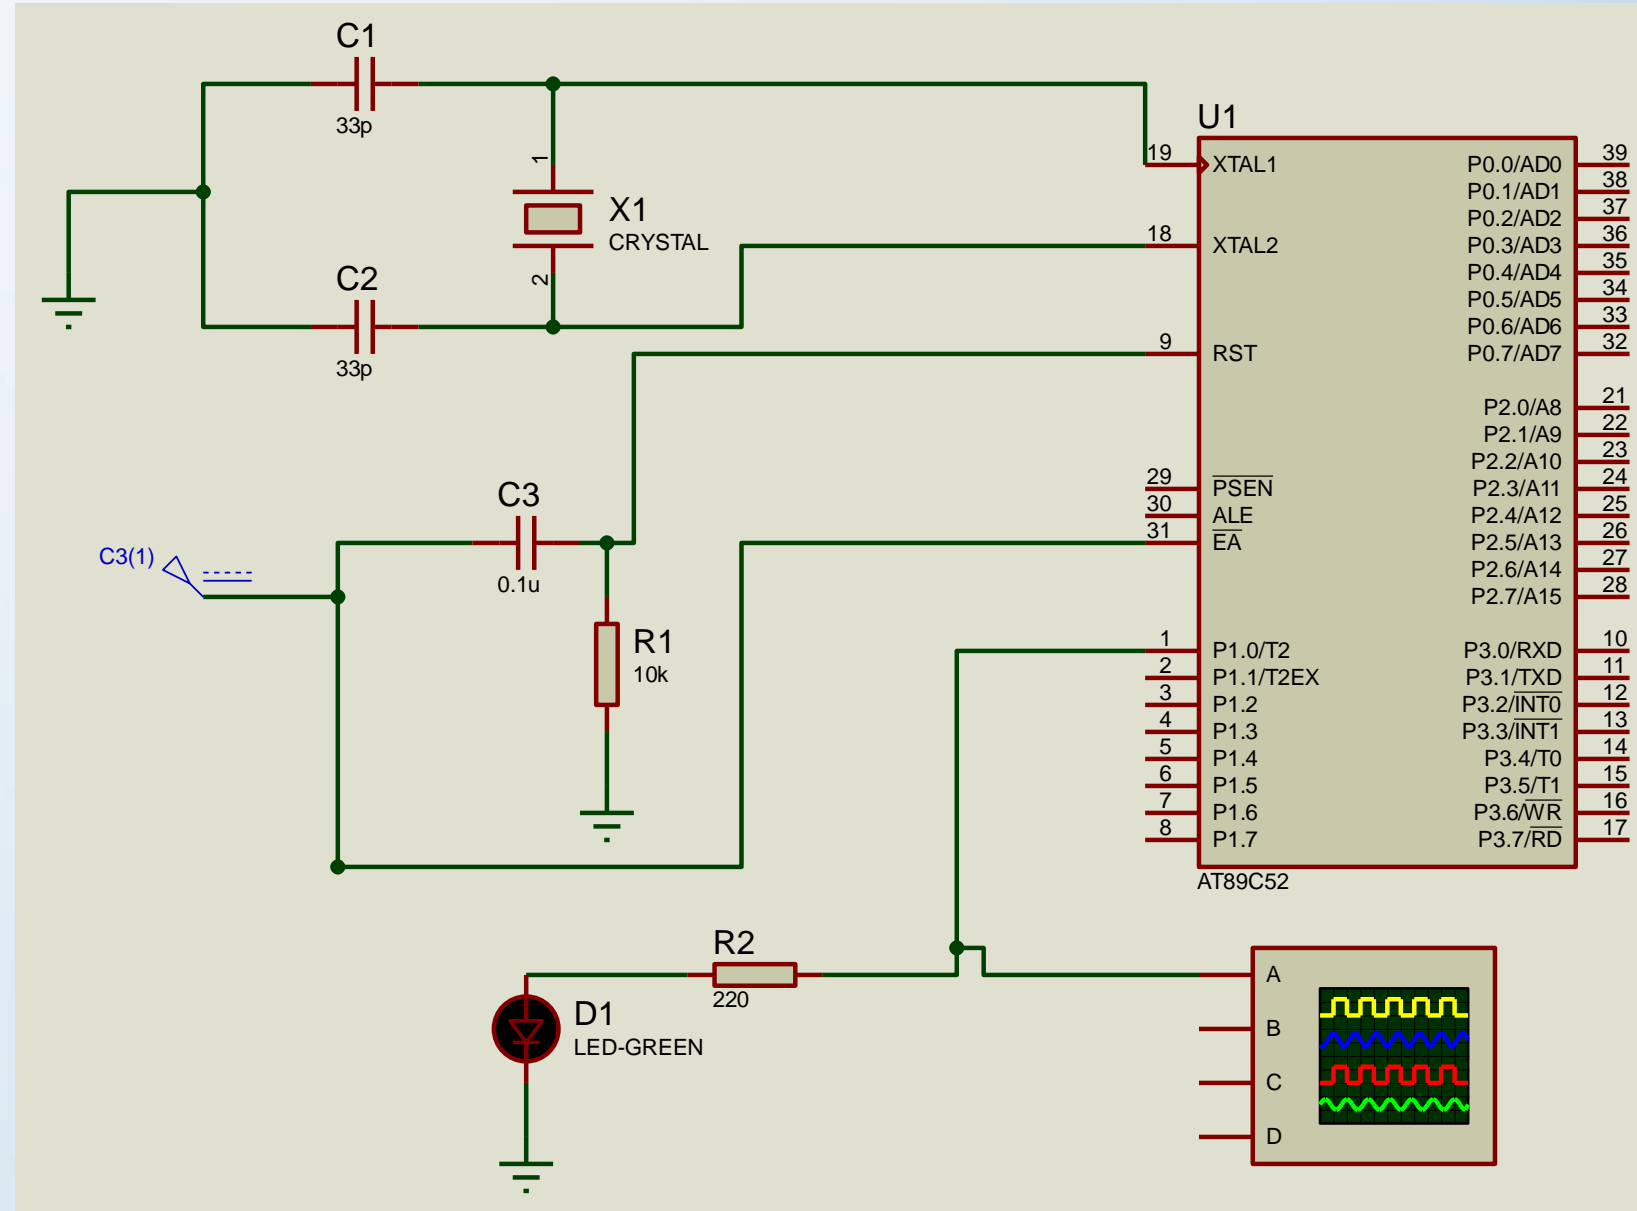 C1
33p
1
X1
CRYSTAL
2
C2
33p
C3(1)
C3
0.1u
R1
10k
U1
19 XTAL1
18 XTAL2
9 RST
29 PSEN
30 ALE
31 EA
1 P1.0/T2
2 P1.1/T2EX
3 P1.2
4 P1.3
5 P1.4
6 P1.5
7 P1.6
8 P1.7
P0.0/AD0 39
P0.1/AD1 38
P0.2/AD2 37
P0.3/AD3 36
P0.4/AD4 35
P0.5/AD5 34
P0.6/AD6 33
P0.7/AD7 32
P2.0/A8 21
P2.1/A9 22
P2.2/A10 23
P2.3/A11 24
P2.4/A12 25
P2.5/A13 26
P2.6/A14 27
P2.7/A15 28
P3.0/RXD 10
P3.1/TXD 11
P3.2/INT0 12
P3.3/INT1 13
P3.4/T0 14
P3.5/T1 15
P3.6/WR 16
P3.7/RD 17
AT89C52
R2
220
D1
LED-GREEN
A
B
C
D